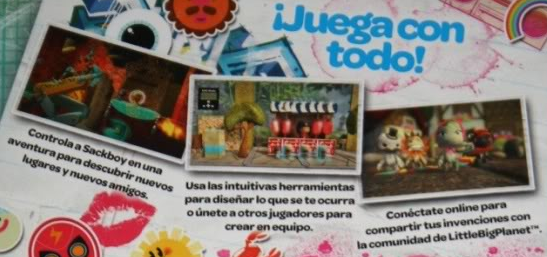 ¡Juega con
todo!
Controla a Sackboy en una
aventura para descubrir nuevos
lugares y nuevos amigos.
Usa las intuitivas herramientas
para diseñar lo que se te ocurra
o únete a otros jugadores para
crear en equipo.
Conéctate online para
compartir tus invenciones con
la comunidad de LittleBigPlanet™.